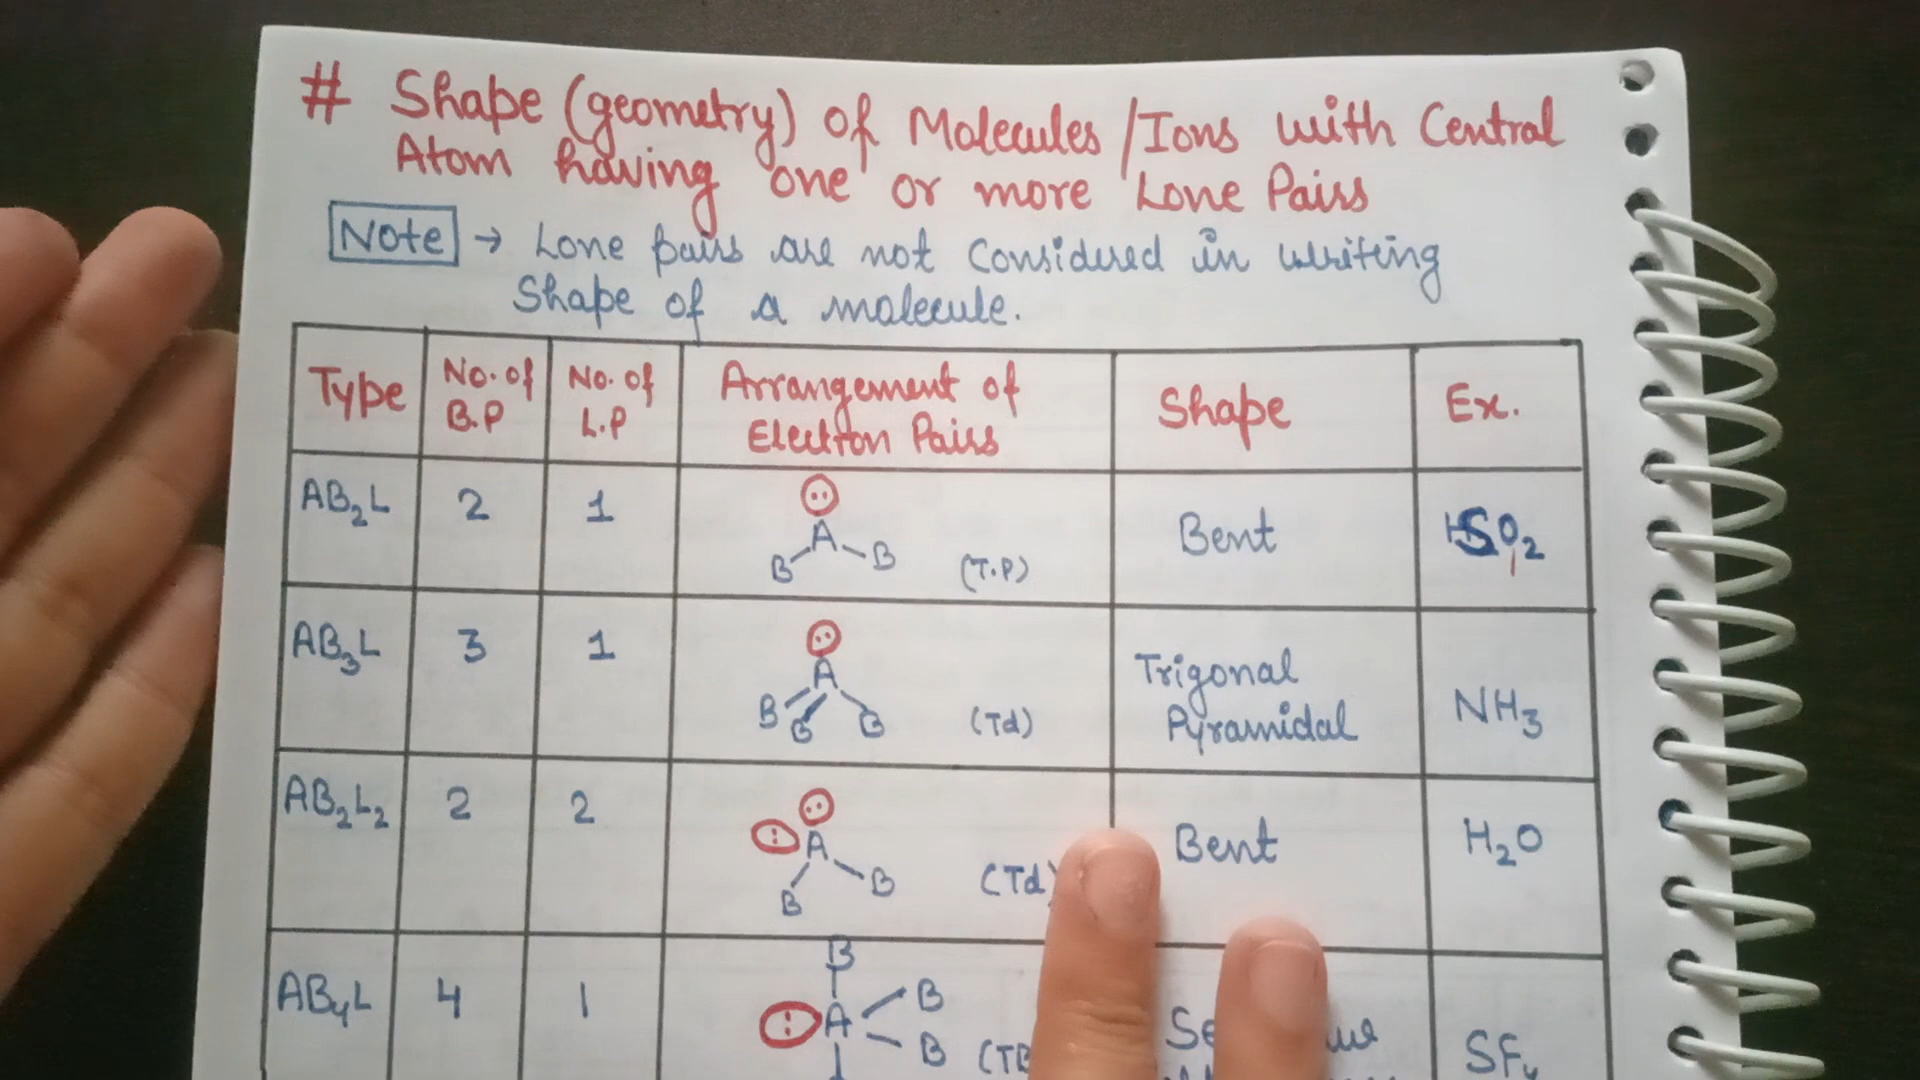 # Shape (geometry) of Molecules/Ions with Central
Atom having one or more Lone Pairs
Note → Lone pairs are not Considered in writing
Shape of a molecule.
Type No. of B.P No. of L.P Arrangement of Electron Pairs Shape Ex.
AB₂L 2 1 A B B (T.P) Bent SO₂
AB₃L 3 1 A B B B (Td) Trigonal Pyramidal NH₃
AB₂L₂ 2 2 A B B (Td) Bent H₂O
AB₄L 4 1 B A B B SF₄